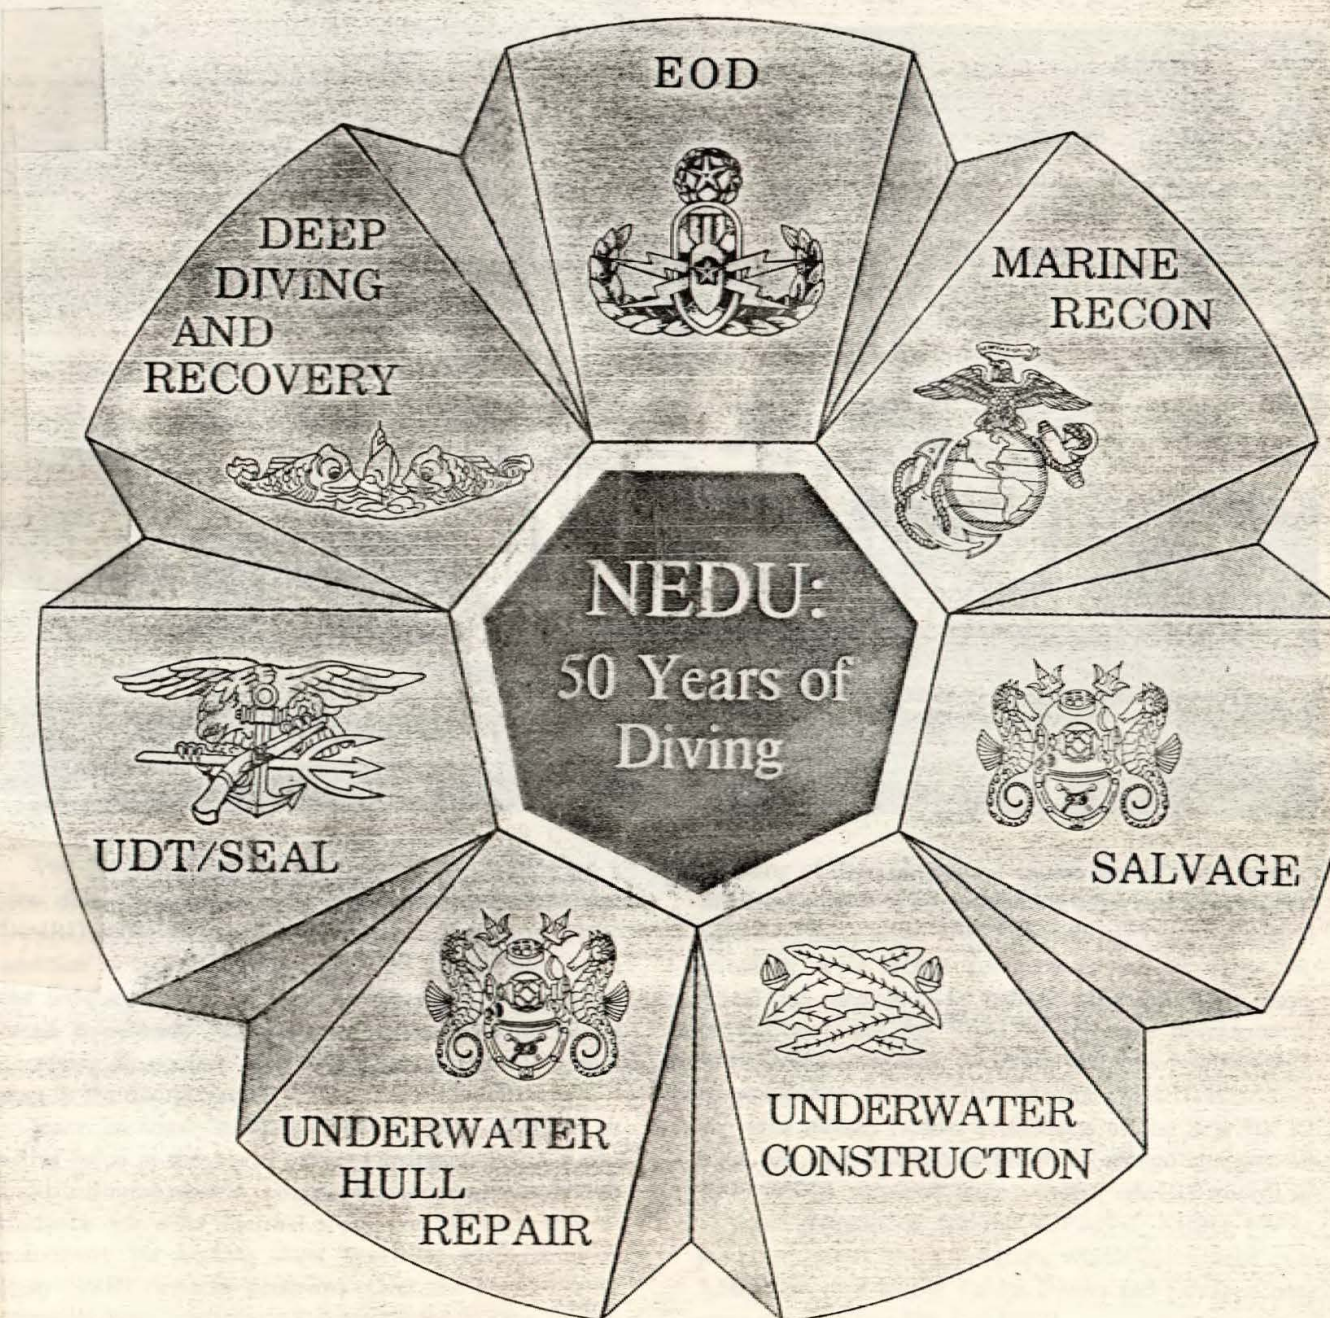 EOD
MARINE
RECON
SALVAGE
UNDERWATER
CONSTRUCTION
UNDERWATER
HULL
REPAIR
UDT/SEAL
DEEP
DIVING
AND
RECOVERY
NEDU:
50 Years of
Diving